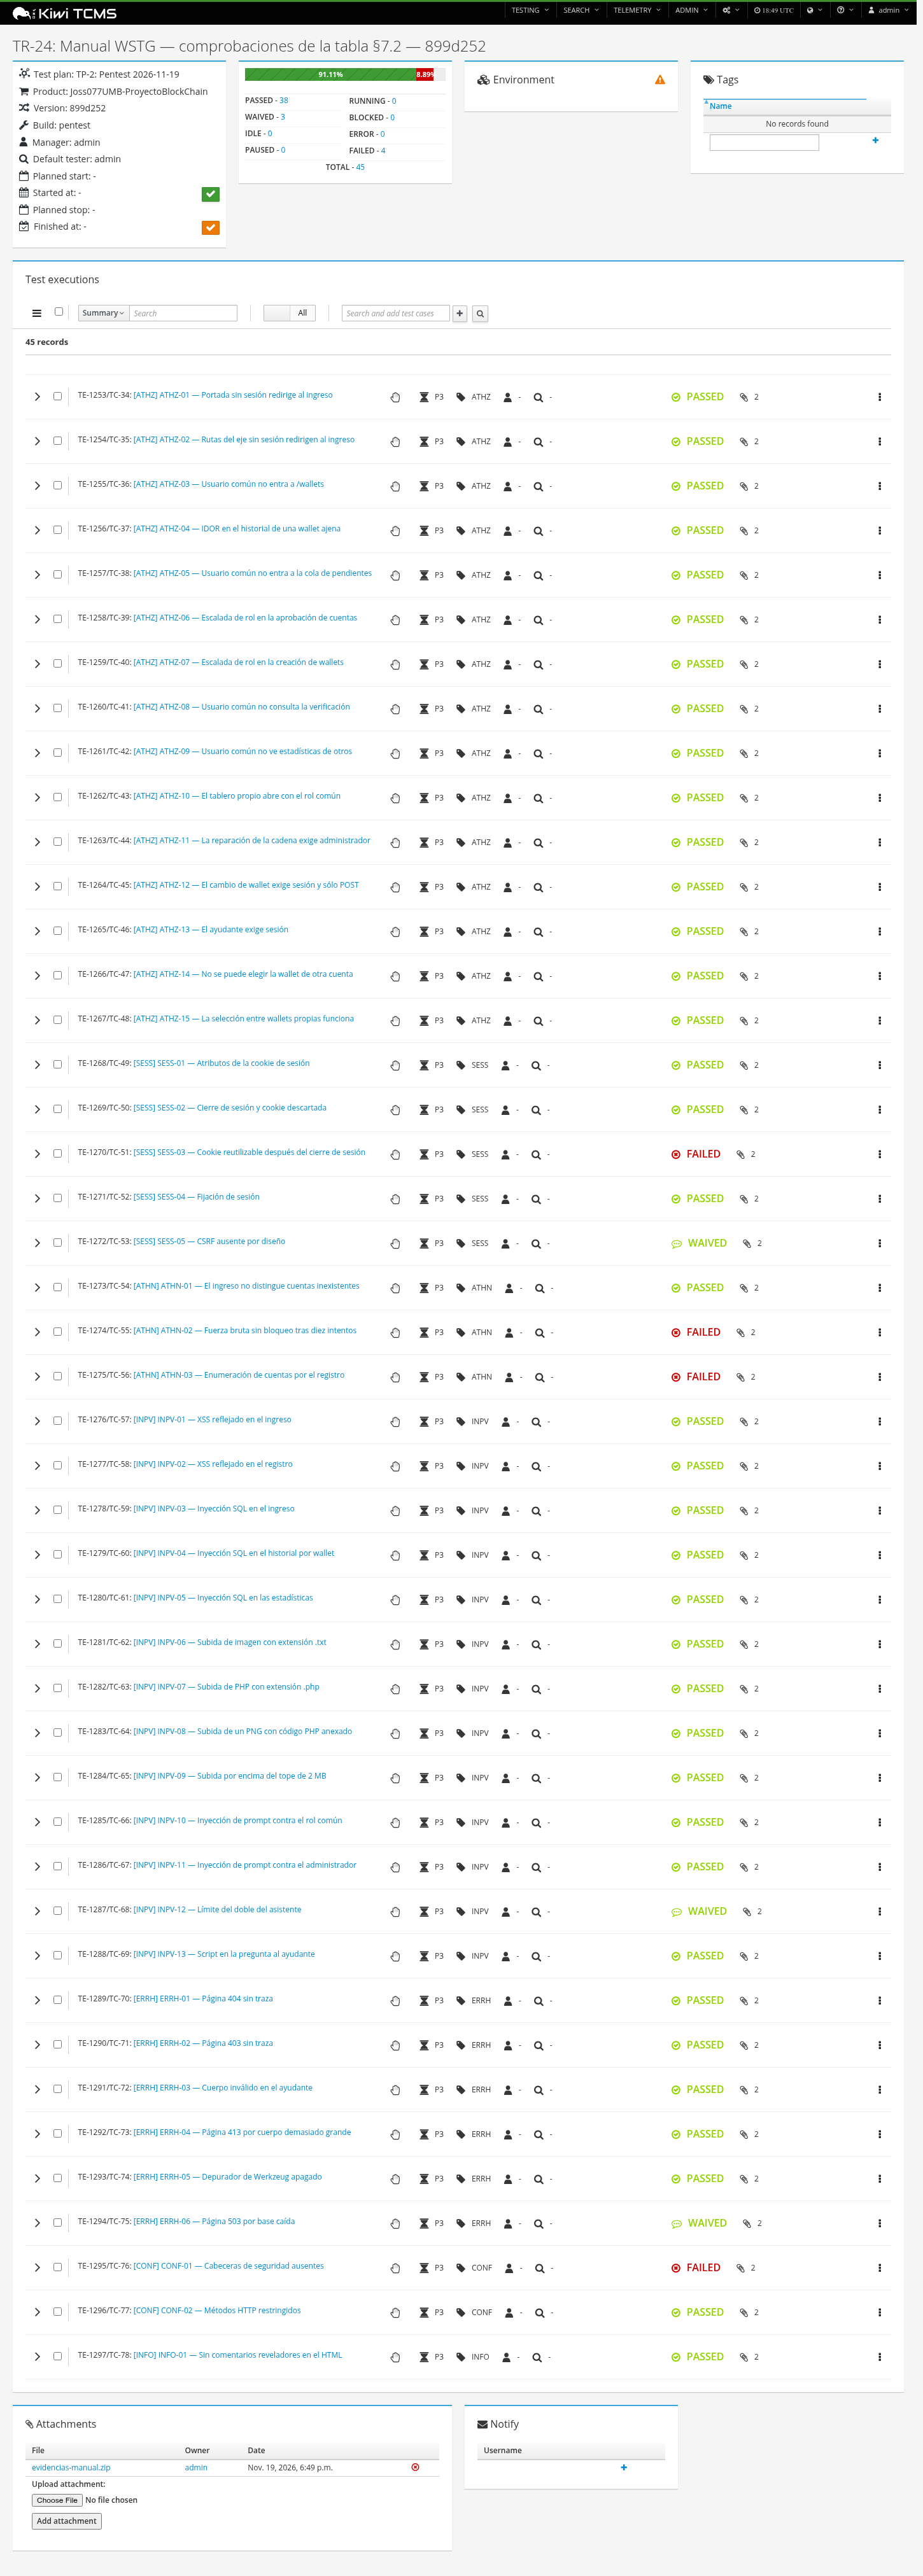 Kiwi TCMS
TESTING SEARCH TELEMETRY ADMIN 18:49 UTC admin
TR-24: Manual WSTG — comprobaciones de la tabla §7.2 — 899d252
Test plan: TP-2: Pentest 2026-11-19
Product: Joss077UMB-ProyectoBlockChain
Version: 899d252
Build: pentest
Manager: admin
Default tester: admin
Planned start: -
Started at: -
Planned stop: -
Finished at: -
91.11% 8.89%
PASSED - 38 RUNNING - 0
WAIVED - 3 BLOCKED - 0
IDLE - 0 ERROR - 0
PAUSED - 0 FAILED - 4
TOTAL - 45
Environment
Tags
Name
No records found
Test executions
Summary Search All Search and add test cases
45 records
TE-1253/TC-34: [ATHZ] ATHZ-01 — Portada sin sesión redirige al ingreso P3 ATHZ - - PASSED 2
TE-1254/TC-35: [ATHZ] ATHZ-02 — Rutas del eje sin sesión redirigen al ingreso P3 ATHZ - - PASSED 2
TE-1255/TC-36: [ATHZ] ATHZ-03 — Usuario común no entra a /wallets P3 ATHZ - - PASSED 2
TE-1256/TC-37: [ATHZ] ATHZ-04 — IDOR en el historial de una wallet ajena P3 ATHZ - - PASSED 2
TE-1257/TC-38: [ATHZ] ATHZ-05 — Usuario común no entra a la cola de pendientes P3 ATHZ - - PASSED 2
TE-1258/TC-39: [ATHZ] ATHZ-06 — Escalada de rol en la aprobación de cuentas P3 ATHZ - - PASSED 2
TE-1259/TC-40: [ATHZ] ATHZ-07 — Escalada de rol en la creación de wallets P3 ATHZ - - PASSED 2
TE-1260/TC-41: [ATHZ] ATHZ-08 — Usuario común no consulta la verificación P3 ATHZ - - PASSED 2
TE-1261/TC-42: [ATHZ] ATHZ-09 — Usuario común no ve estadísticas de otros P3 ATHZ - - PASSED 2
TE-1262/TC-43: [ATHZ] ATHZ-10 — El tablero propio abre con el rol común P3 ATHZ - - PASSED 2
TE-1263/TC-44: [ATHZ] ATHZ-11 — La reparación de la cadena exige administrador P3 ATHZ - - PASSED 2
TE-1264/TC-45: [ATHZ] ATHZ-12 — El cambio de wallet exige sesión y sólo POST P3 ATHZ - - PASSED 2
TE-1265/TC-46: [ATHZ] ATHZ-13 — El ayudante exige sesión P3 ATHZ - - PASSED 2
TE-1266/TC-47: [ATHZ] ATHZ-14 — No se puede elegir la wallet de otra cuenta P3 ATHZ - - PASSED 2
TE-1267/TC-48: [ATHZ] ATHZ-15 — La selección entre wallets propias funciona P3 ATHZ - - PASSED 2
TE-1268/TC-49: [SESS] SESS-01 — Atributos de la cookie de sesión P3 SESS - - PASSED 2
TE-1269/TC-50: [SESS] SESS-02 — Cierre de sesión y cookie descartada P3 SESS - - PASSED 2
TE-1270/TC-51: [SESS] SESS-03 — Cookie reutilizable después del cierre de sesión P3 SESS - - FAILED 2
TE-1271/TC-52: [SESS] SESS-04 — Fijación de sesión P3 SESS - - PASSED 2
TE-1272/TC-53: [SESS] SESS-05 — CSRF ausente por diseño P3 SESS - - WAIVED 2
TE-1273/TC-54: [ATHN] ATHN-01 — El ingreso no distingue cuentas inexistentes P3 ATHN - - PASSED 2
TE-1274/TC-55: [ATHN] ATHN-02 — Fuerza bruta sin bloqueo tras diez intentos P3 ATHN - - FAILED 2
TE-1275/TC-56: [ATHN] ATHN-03 — Enumeración de cuentas por el registro P3 ATHN - - FAILED 2
TE-1276/TC-57: [INPV] INPV-01 — XSS reflejado en el ingreso P3 INPV - - PASSED 2
TE-1277/TC-58: [INPV] INPV-02 — XSS reflejado en el registro P3 INPV - - PASSED 2
TE-1278/TC-59: [INPV] INPV-03 — Inyección SQL en el ingreso P3 INPV - - PASSED 2
TE-1279/TC-60: [INPV] INPV-04 — Inyección SQL en el historial por wallet P3 INPV - - PASSED 2
TE-1280/TC-61: [INPV] INPV-05 — Inyección SQL en las estadísticas P3 INPV - - PASSED 2
TE-1281/TC-62: [INPV] INPV-06 — Subida de imagen con extensión .txt P3 INPV - - PASSED 2
TE-1282/TC-63: [INPV] INPV-07 — Subida de PHP con extensión .php P3 INPV - - PASSED 2
TE-1283/TC-64: [INPV] INPV-08 — Subida de un PNG con código PHP anexado P3 INPV - - PASSED 2
TE-1284/TC-65: [INPV] INPV-09 — Subida por encima del tope de 2 MB P3 INPV - - PASSED 2
TE-1285/TC-66: [INPV] INPV-10 — Inyección de prompt contra el rol común P3 INPV - - PASSED 2
TE-1286/TC-67: [INPV] INPV-11 — Inyección de prompt contra el administrador P3 INPV - - PASSED 2
TE-1287/TC-68: [INPV] INPV-12 — Límite del doble del asistente P3 INPV - - WAIVED 2
TE-1288/TC-69: [INPV] INPV-13 — Script en la pregunta al ayudante P3 INPV - - PASSED 2
TE-1289/TC-70: [ERRH] ERRH-01 — Página 404 sin traza P3 ERRH - - PASSED 2
TE-1290/TC-71: [ERRH] ERRH-02 — Página 403 sin traza P3 ERRH - - PASSED 2
TE-1291/TC-72: [ERRH] ERRH-03 — Cuerpo inválido en el ayudante P3 ERRH - - PASSED 2
TE-1292/TC-73: [ERRH] ERRH-04 — Página 413 por cuerpo demasiado grande P3 ERRH - - PASSED 2
TE-1293/TC-74: [ERRH] ERRH-05 — Depurador de Werkzeug apagado P3 ERRH - - PASSED 2
TE-1294/TC-75: [ERRH] ERRH-06 — Página 503 por base caída P3 ERRH - - WAIVED 2
TE-1295/TC-76: [CONF] CONF-01 — Cabeceras de seguridad ausentes P3 CONF - - FAILED 2
TE-1296/TC-77: [CONF] CONF-02 — Métodos HTTP restringidos P3 CONF - - PASSED 2
TE-1297/TC-78: [INFO] INFO-01 — Sin comentarios reveladores en el HTML P3 INFO - - PASSED 2
Attachments
File Owner Date
evidencias-manual.zip admin Nov. 19, 2026, 6:49 p.m.
Upload attachment:
Choose File No file chosen
Add attachment
Notify
Username